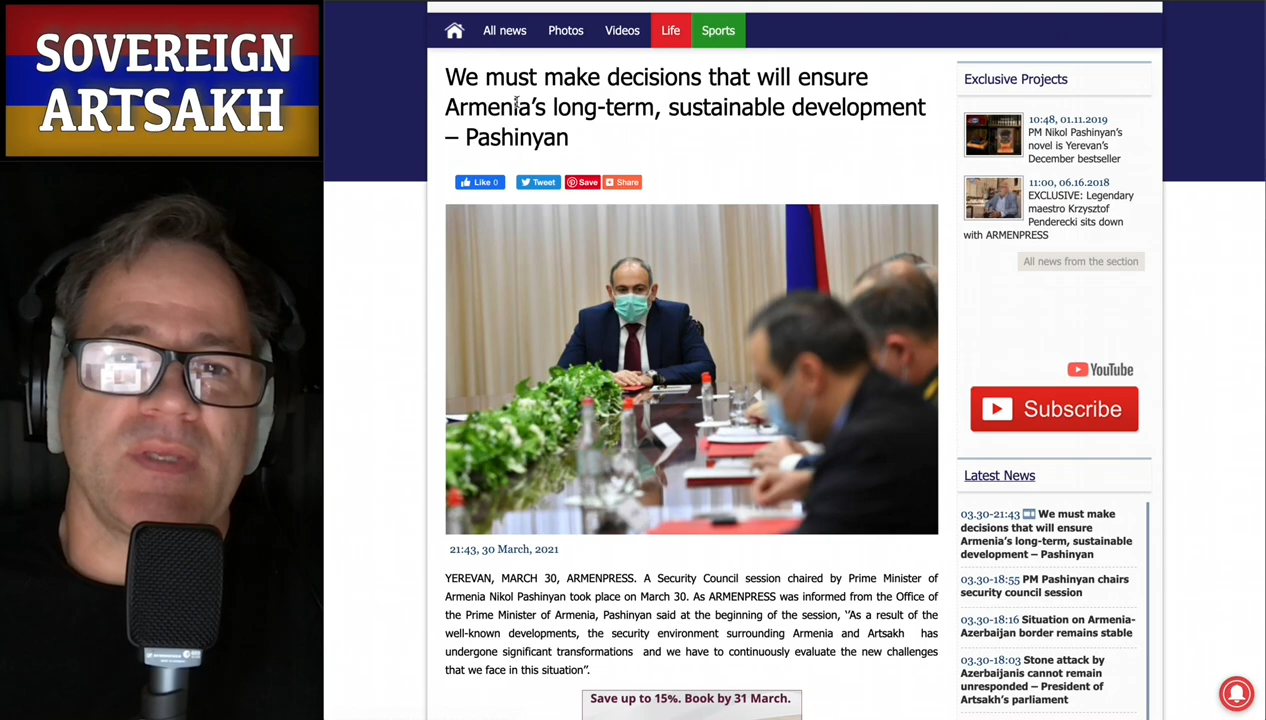 SOVEREIGN
ARTSAKH
All news
Photos
Videos
Life
Sports
We must make decisions that will ensure
Armenia’s long-term, sustainable development
– Pashinyan
Like 0
Tweet
Save
Share
21:43, 30 March, 2021
YEREVAN, MARCH 30, ARMENPRESS. A Security Council session chaired by Prime Minister of
Armenia Nikol Pashinyan took place on March 30. As ARMENPRESS was informed from the Office of
the Prime Minister of Armenia, Pashinyan said at the beginning of the session, ‘‘As a result of the
well-known developments, the security environment surrounding Armenia and Artsakh has
undergone significant transformations and we have to continuously evaluate the new challenges
that we face in this situation’’.
Save up to 15%. Book by 31 March.
Exclusive Projects
10:48, 01.11.2019
PM Nikol Pashinyan’s
novel is Yerevan’s
December bestseller
11:00, 06.16.2018
EXCLUSIVE: Legendary
maestro Krzysztof
Penderecki sits down
with ARMENPRESS
All news from the section
YouTube
Subscribe
Latest News
03.30-21:43 We must make
decisions that will ensure
Armenia’s long-term, sustainable
development – Pashinyan
03.30-18:55 PM Pashinyan chairs
security council session
03.30-18:16 Situation on Armenia-
Azerbaijan border remains stable
03.30-18:03 Stone attack by
Azerbaijanis cannot remain
unresponded – President of
Artsakh’s parliament